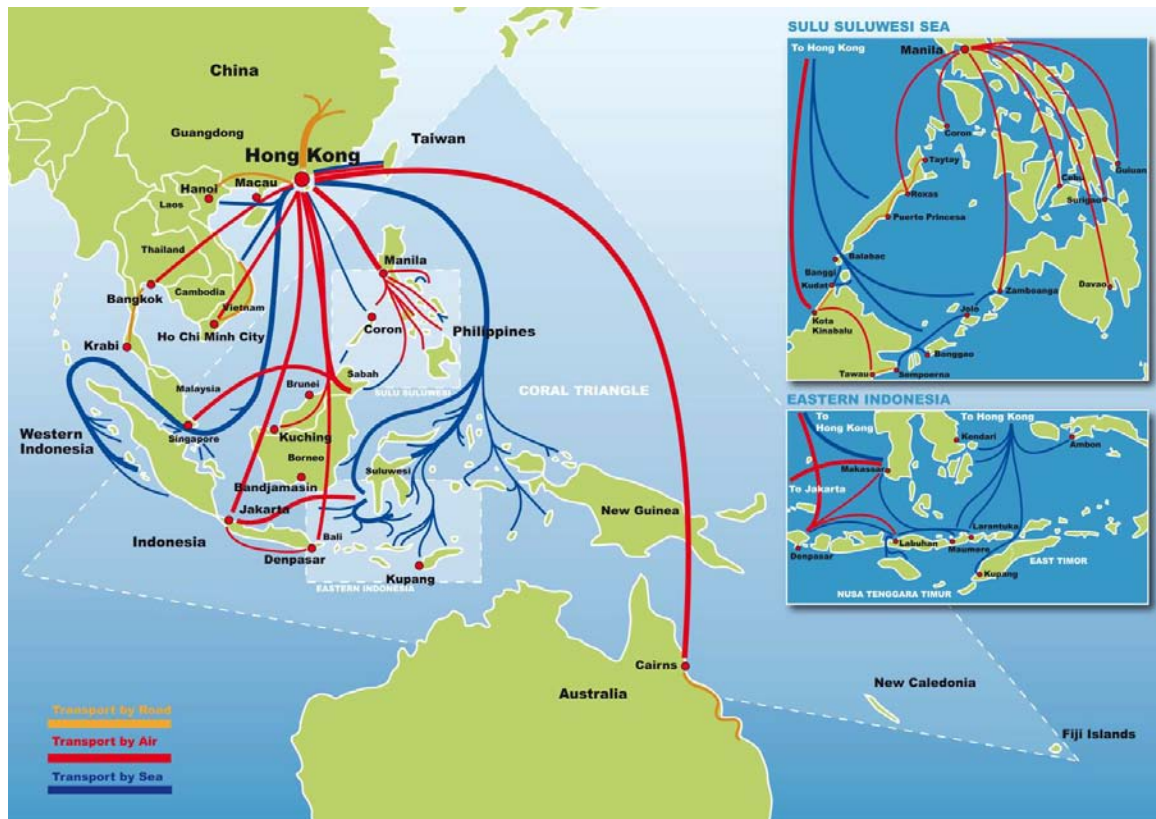 China
Guangdong
Hong Kong
Taiwan
Hanoi
Macau
Laos
Thailand
Bangkok
Cambodia
Vietnam
Ho Chi Minh City
Krabi
Manila
Coron
Philippines
Malaysia
Brunei
Sabah
SULU SULUWESI
CORAL TRIANGLE
Western
Indonesia
Singapore
Kuching
Borneo
Suluwesi
Bandjamasin
Jakarta
New Guinea
Indonesia
Bali
Denpasar
Kupang
EASTERN INDONESIA
Cairns
Australia
New Caledonia
Fiji Islands
Transport by Road
Transport by Air
Transport by Sea
SULU SULUWESI SEA
To Hong Kong
Manila
Coron
Taytay
Guluan
Cebu
Roxas
Surigao
Puerto Princesa
Balabac
Banggi
Kudat
Zamboanga
Davao
Jolo
Kota
Kinabalu
Banggao
Tawau
Sempoerna
EASTERN INDONESIA
To
Hong Kong
To Hong Kong
Kendari
Ambon
Makassar
To Jakarta
Larantuka
Denpasar
Labuhan
Maumere
EAST TIMOR
Kupang
NUSA TENGGARA TIMUR